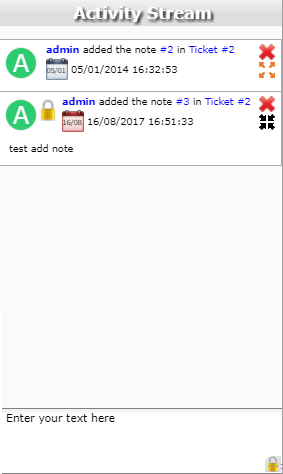 Activity Stream
A
admin added the note #2 in Ticket #2
05/01 05/01/2014 16:32:53
A
admin added the note #3 in Ticket #2
16/08 16/08/2017 16:51:33
test add note
Enter your text here